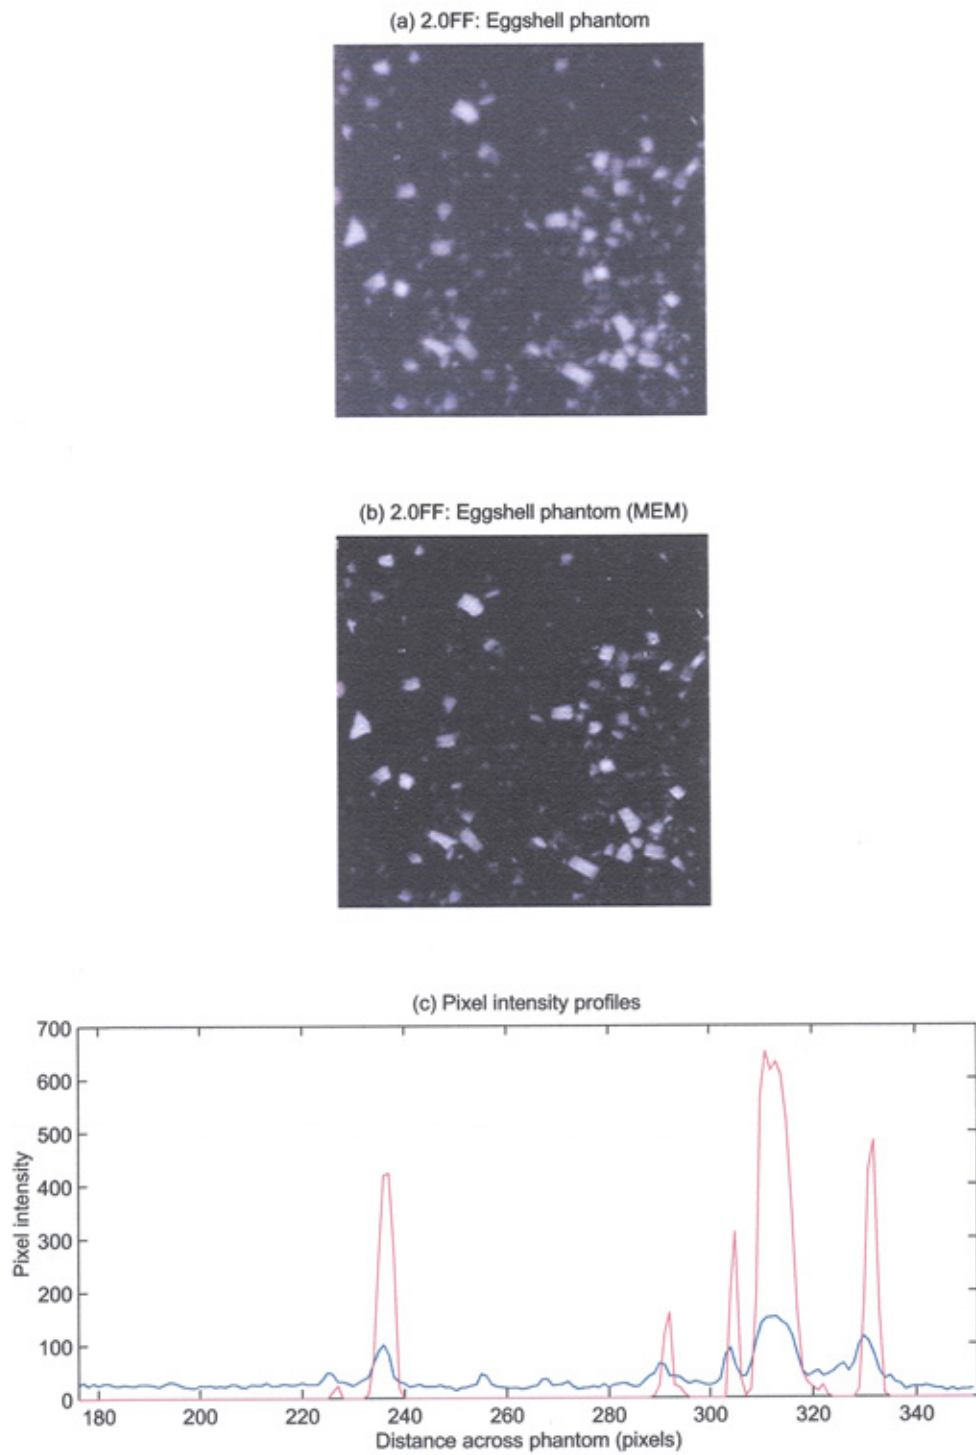 (a) 2.0FF: Eggshell phantom
(b) 2.0FF: Eggshell phantom (MEM)
(c) Pixel intensity profiles
700
600
500
400
300
200
100
0
Pixel intensity
180 200 220 240 260 280 300 320 340
Distance across phantom (pixels)